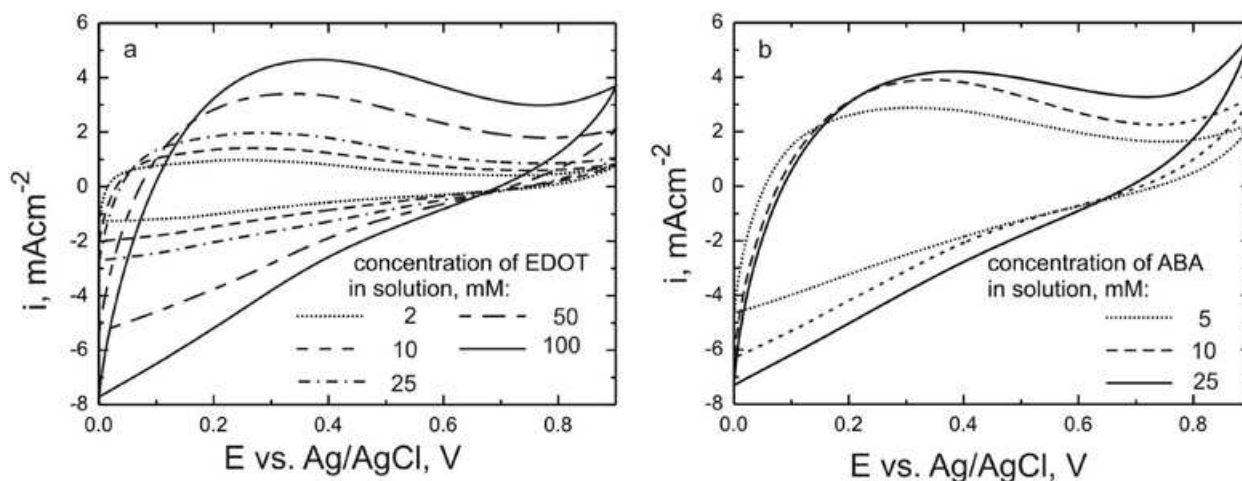 a
6
4
2
0
-2
-4
-6
-8
i, mAcm⁻²
concentration of EDOT
in solution, mM:
2
50
10
100
25
0.0 0.2 0.4 0.6 0.8
E vs. Ag/AgCl, V
b
6
4
2
0
-2
-4
-6
-8
i, mAcm⁻²
concentration of ABA
in solution, mM:
5
10
25
0.0 0.2 0.4 0.6 0.8
E vs. Ag/AgCl, V